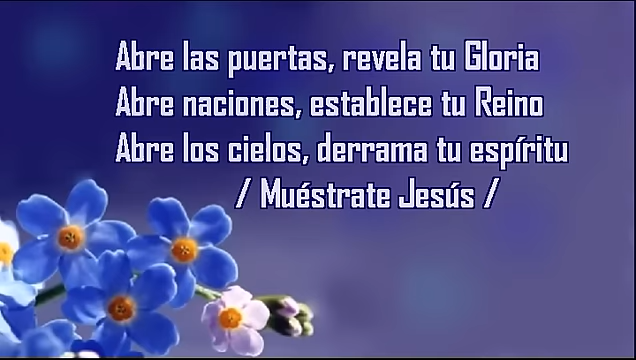 Abre las puertas, revela tu Gloria
Abre naciones, establece tu Reino
Abre los cielos, derrama tu espíritu
/ Muéstrate Jesús /